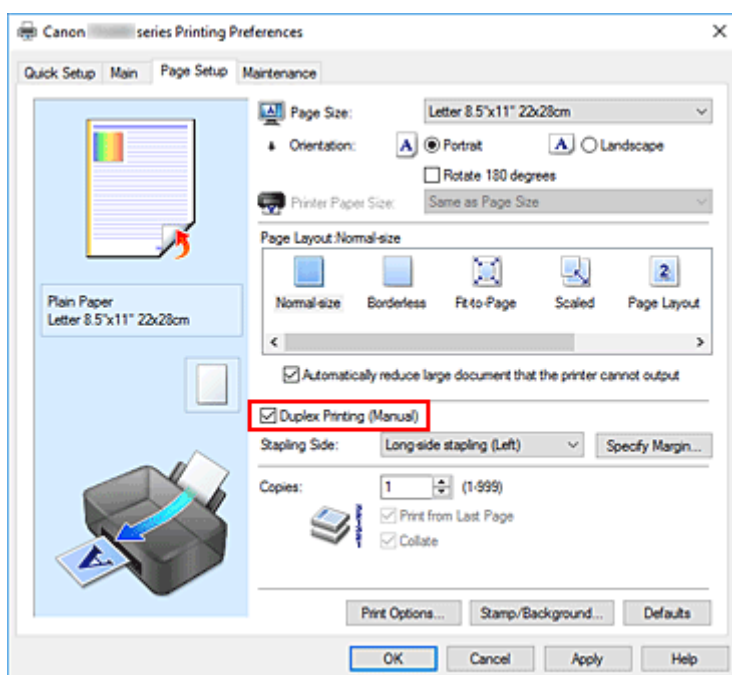 Canon series Printing Preferences
Quick Setup Main Page Setup Maintenance
Page Size: Letter 8.5"x11" 22x28cm
Orientation: A Portrait A Landscape
Rotate 180 degrees
Printer Paper Size: Same as Page Size
Page Layout:Normal-size
2
Normal-size Borderless Fit-to-Page Scaled Page Layout
Plain Paper
Letter 8.5"x11" 22x28cm
Automatically reduce large document that the printer cannot output
Duplex Printing (Manual)
Stapling Side: Long-side stapling (Left) Specify Margin...
Copies: 1 (1-999)
Print from Last Page
Collate
A
Print Options... Stamp/Background... Defaults
OK Cancel Apply Help